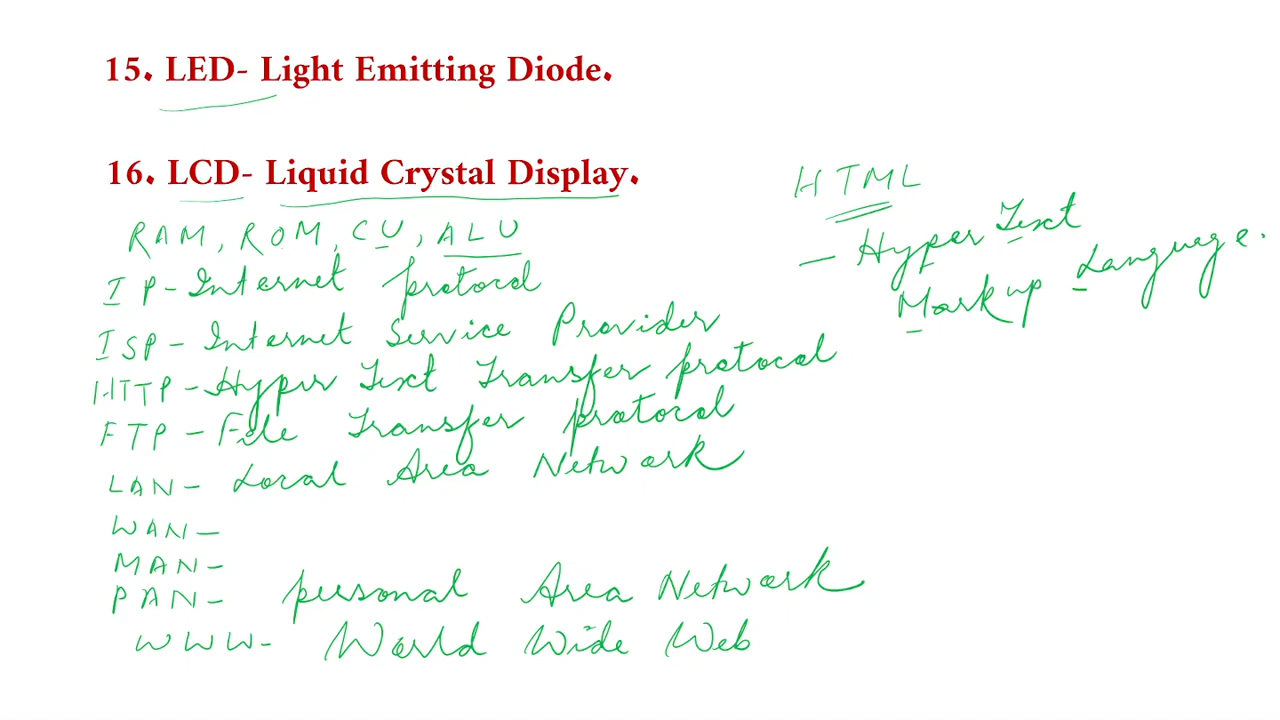 15. LED- Light Emitting Diode.
16. LCD- Liquid Crystal Display.
RAM, ROM, CU, ALU
IP - Internet protocol
ISP - Internet Service Provider
HTTP - Hyper Text Transfer protocal
FTP - File Transfer protocal
LAN - Local Area Network
WAN -
MAN -
PAN - personal Area Network
WWW - World Wide Web
HTML
- Hyper Text
Markup Language.